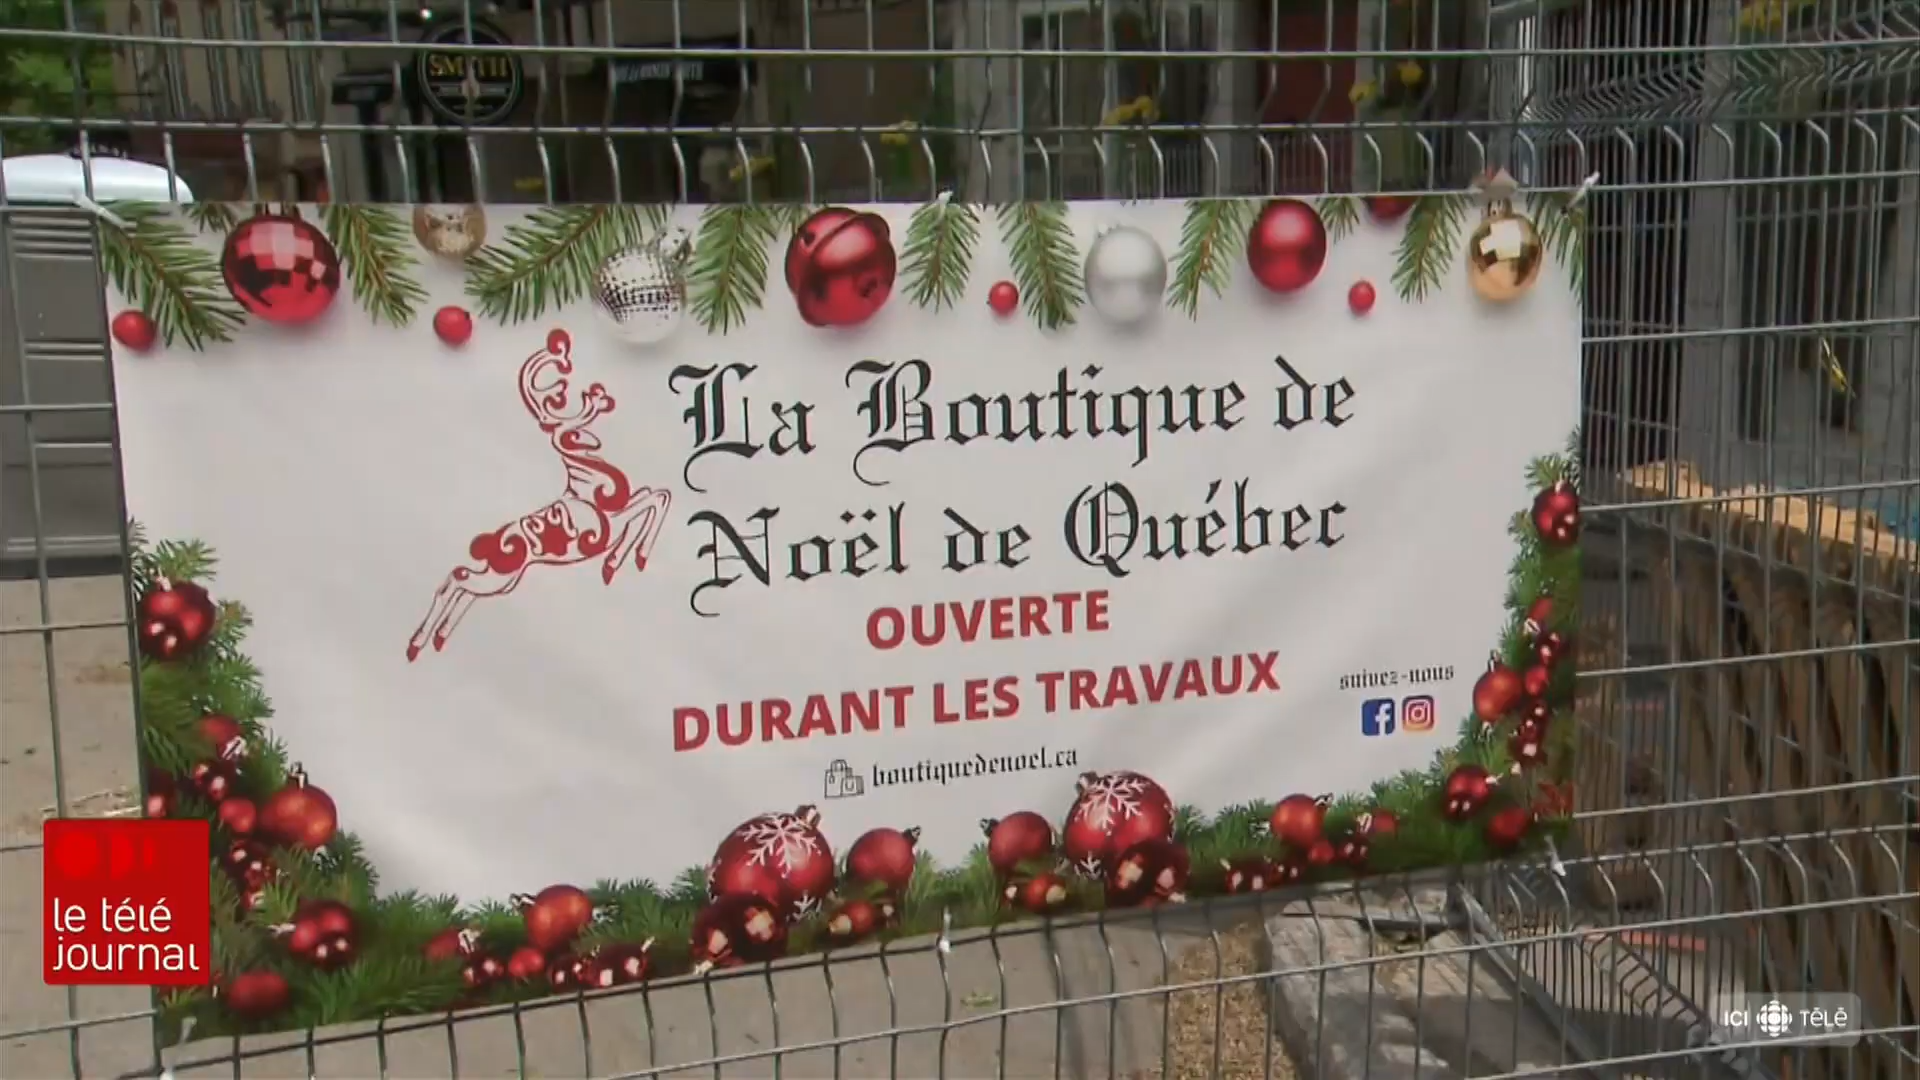 SMITH
La Boutique de
Noël de Québec
OUVERTE
DURANT LES TRAVAUX
suivez-nous
boutiquedenoel.ca
le télé
journal
ICI TÉLÉ